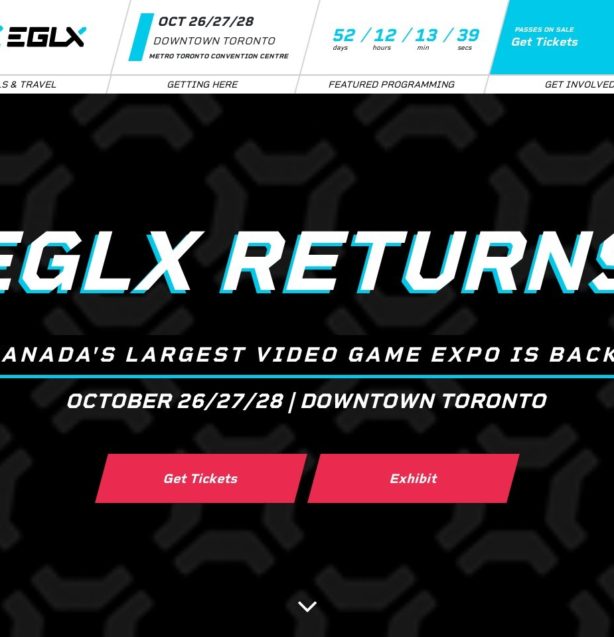 EGLX
OCT 26/27/28
DOWNTOWN TORONTO
METRO TORONTO CONVENTION CENTRE
52 / 12 / 13 / 39
days hours min secs
PASSES ON SALE
Get Tickets
LS & TRAVEL
GETTING HERE
FEATURED PROGRAMMING
GET INVOLVED
EGLX RETURNS
ANADA'S LARGEST VIDEO GAME EXPO IS BACK
OCTOBER 26/27/28 | DOWNTOWN TORONTO
Get Tickets
Exhibit